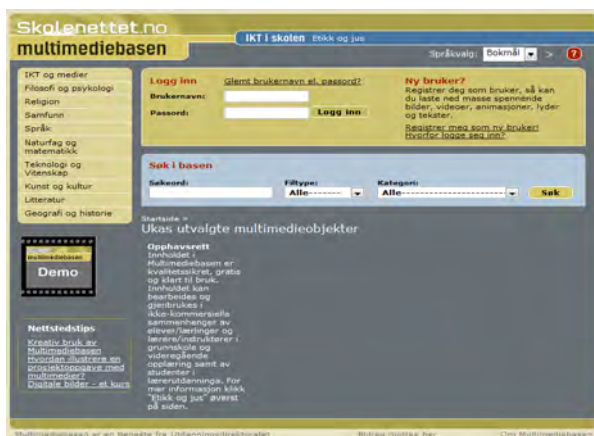 Skolenettet.no
multimediebasen
IKT i skolen Etikk og jus
Språkvalg: Bokmål > ?
IKT og medier
Filosofi og psykologi
Religion
Samfunn
Språk
Naturfag og
matematikk
Teknologi og
Vitenskap
Kunst og kultur
Litteratur
Geografi og historie
Logg inn Glemt brukernavn el. passord?
Brukernavn:
Passord: Logg inn
Ny bruker?
Registrer deg som bruker, så kan
du laste ned masse spennende
bilder, videoer, animasjoner, lyder
og tekster.
Registrer meg som ny bruker!
Hvorfor logge seg inn?
Søk i basen
Søkeord: Filtype: Kategori:
Alle------- Alle------- Søk
Startside >
Ukas utvalgte multimedieobjekter
Opphavsrett
Innholdet i
Multimediebasen er
kvalitetssikret, gratis
og klart til bruk.
Innholdet kan
bearbeides og
gjenbrukes i
ikke-kommersielle
sammenhenger av
elever/lærlinger og
lærere/instruktører i
grunnskole og
videregående
opplæring samt av
studenter i
lærerutdanninga. For
mer informasjon klikk
"Etikk og jus" øverst
på siden.
multimediebasen
Demo
Nettstedstips
Kreativ bruk av
Multimediebasen
Hvordan illustrere en
prosjektoppgave med
multimedier?
Digitale bilder - et kurs
Multimediebasen er en tjeneste fra Utdanningsdirektoratet
Om Multimediebasen